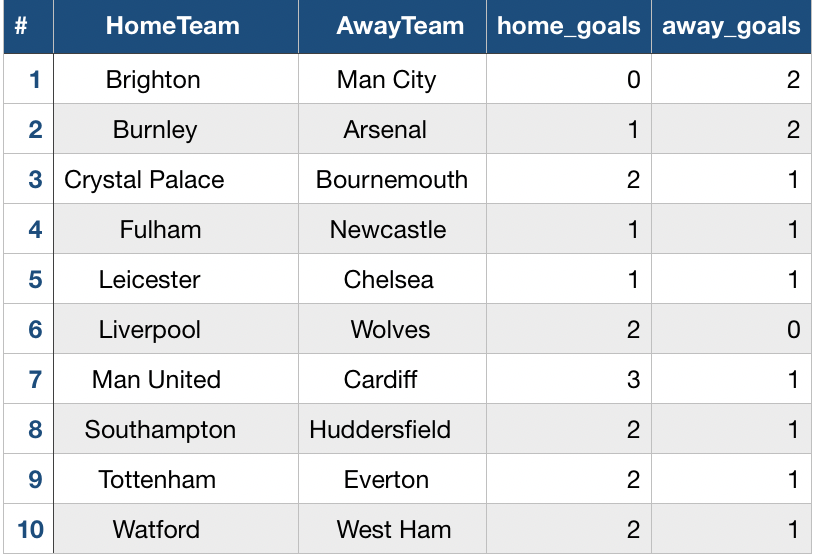 # HomeTeam AwayTeam home_goals away_goals
1 Brighton Man City 0 2
2 Burnley Arsenal 1 2
3 Crystal Palace Bournemouth 2 1
4 Fulham Newcastle 1 1
5 Leicester Chelsea 1 1
6 Liverpool Wolves 2 0
7 Man United Cardiff 3 1
8 Southampton Huddersfield 2 1
9 Tottenham Everton 2 1
10 Watford West Ham 2 1